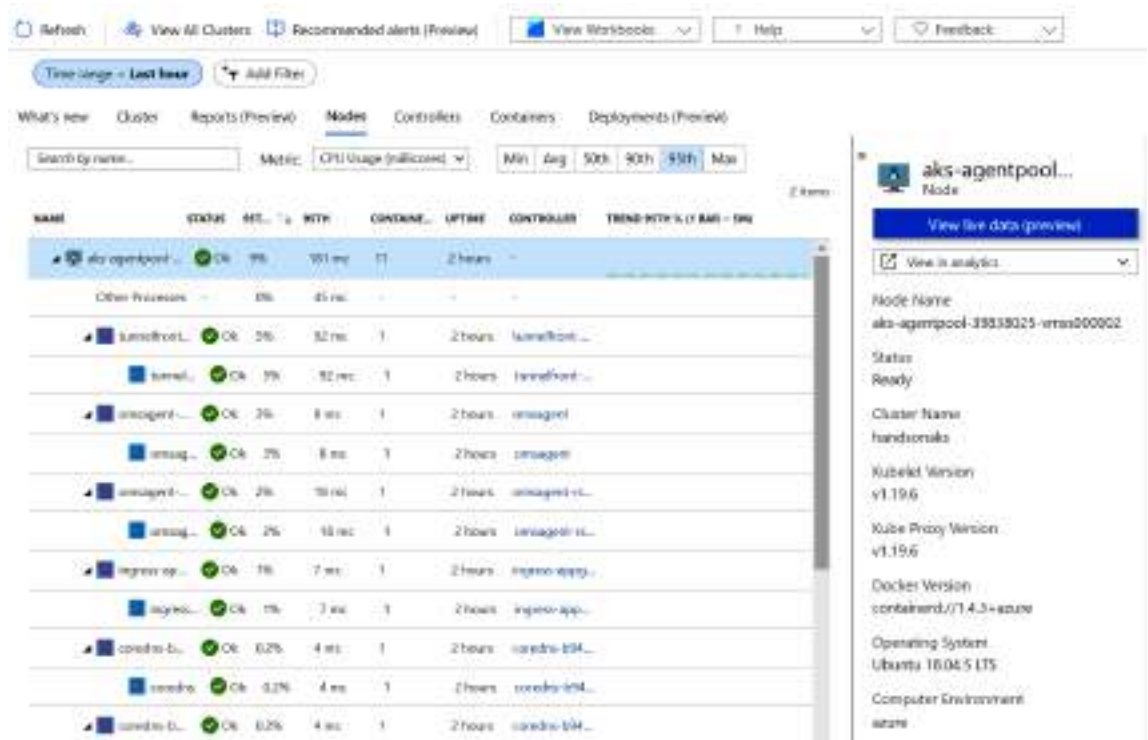 Refresh View All Clusters Recommended alerts (Preview) View Workbooks ? Help Feedback
Time range = Last hour Add Filter
What's new Cluster Reports (Preview) Nodes Controllers Containers Deployments (Preview)
Search by name... Metric: CPU Usage (millicores) Min Avg 50th 90th 95th Max
2 items
NAME STATUS 95T... 95TH CONTAINE... UPTIME CONTROLLER TREND 95TH % (1 BAR = 5M)
aks-agentpool-... Ok 9% 181 mc 11 2 hours -
Other Processes - 45 mc - - -
tunnelfront... Ok 5% 92 mc 1 2 hours tunnelfront-...
tunnel... Ok 5% 92 mc 1 2 hours tunnelfront-...
omsagent-... Ok 3% 8 mc 1 2 hours omsagent
omsag... Ok 3% 8 mc 1 2 hours omsagent
omsagent-... Ok 2% 1 2 hours omsagent-rs...
omsag... Ok 2% 1 2 hours omsagent-rs...
ingress-ap... Ok 1% 7 mc 1 2 hours ingress-appg...
ingress... Ok 1% 7 mc 1 2 hours ingress-app...
coredns-b... Ok 0.2% 4 mc 1 2 hours coredns-b94...
coredns Ok 0.2% 4 mc 1 2 hours coredns-b94...
coredns-b... Ok 0.2% 4 mc 1 2 hours coredns-b94...
aks-agentpool...
Node
View live data (preview)
View in analytics
Node Name
aks-agentpool-39838025-vmss000002
Status
Ready
Cluster Name
handsonaks
Kubelet Version
v1.19.6
Kube Proxy Version
v1.19.6
Docker Version
containerd://1.4.3+azure
Operating System
Ubuntu 18.04.5 LTS
Computer Environment
azure